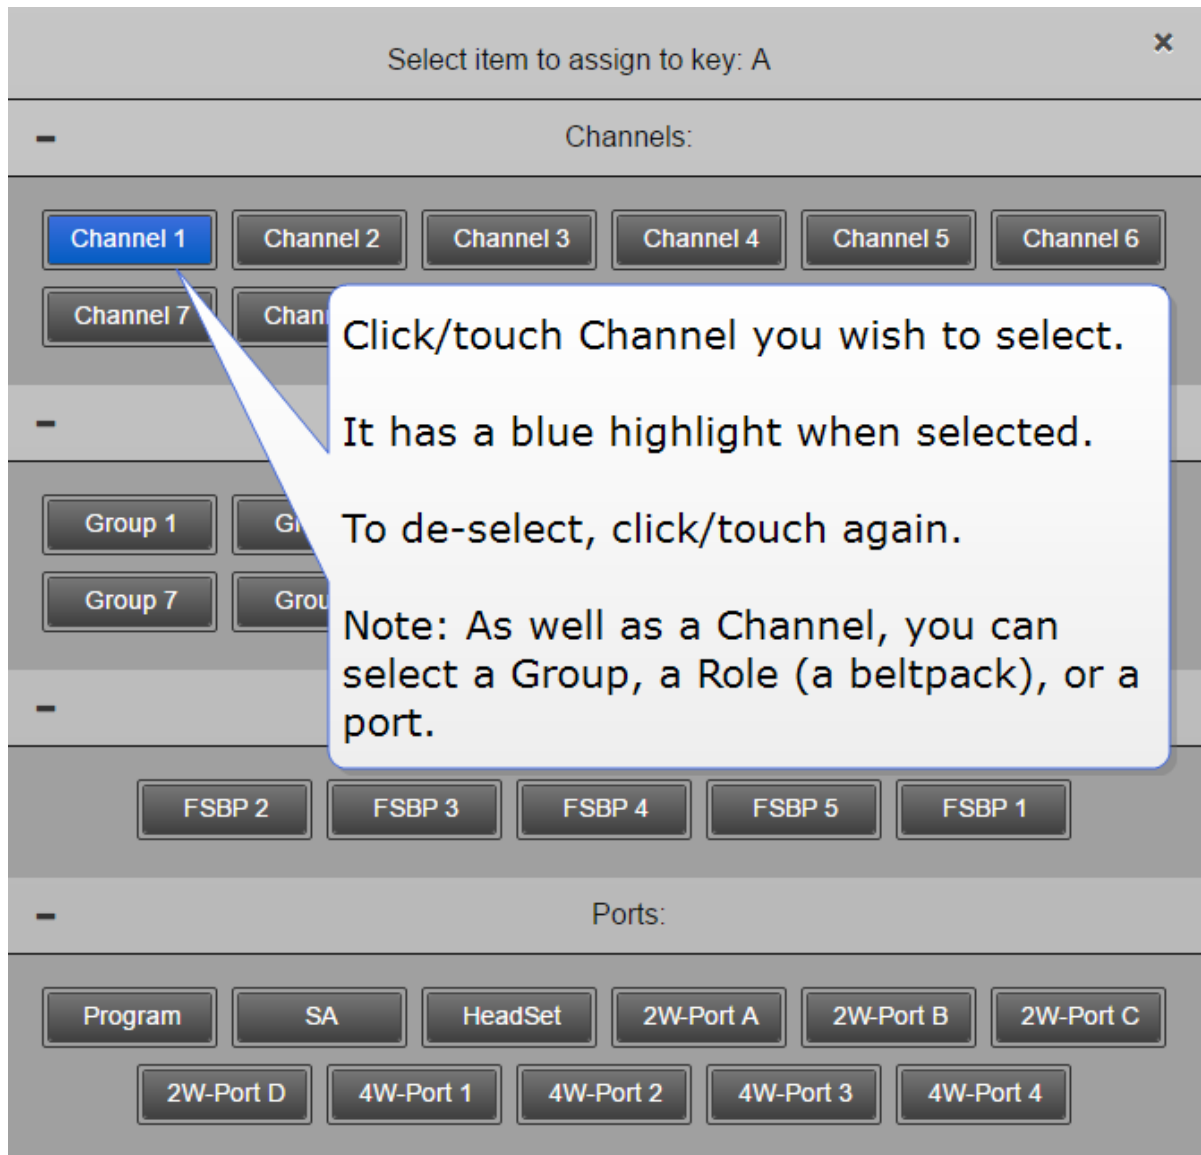 Select item to assign to key: A
Channels:
Channel 1 Channel 2 Channel 3 Channel 4 Channel 5 Channel 6
Channel 7
Click/touch Channel you wish to select.
It has a blue highlight when selected.
To de-select, click/touch again.
Note: As well as a Channel, you can
select a Group, a Role (a beltpack), or a
port.
Group 1
Group 7
FSBP 2 FSBP 3 FSBP 4 FSBP 5 FSBP 1
Ports:
Program SA HeadSet 2W-Port A 2W-Port B 2W-Port C
2W-Port D 4W-Port 1 4W-Port 2 4W-Port 3 4W-Port 4